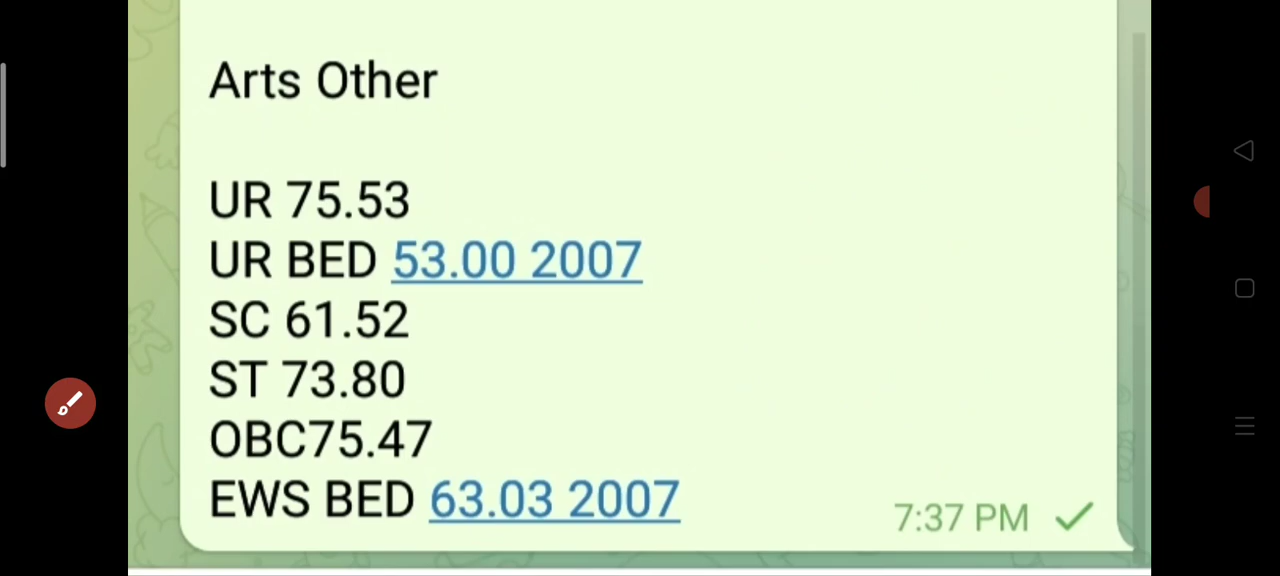 Arts Other
UR 75.53
UR BED 53.00 2007
SC 61.52
ST 73.80
OBC75.47
EWS BED 63.03 2007
7:37 PM